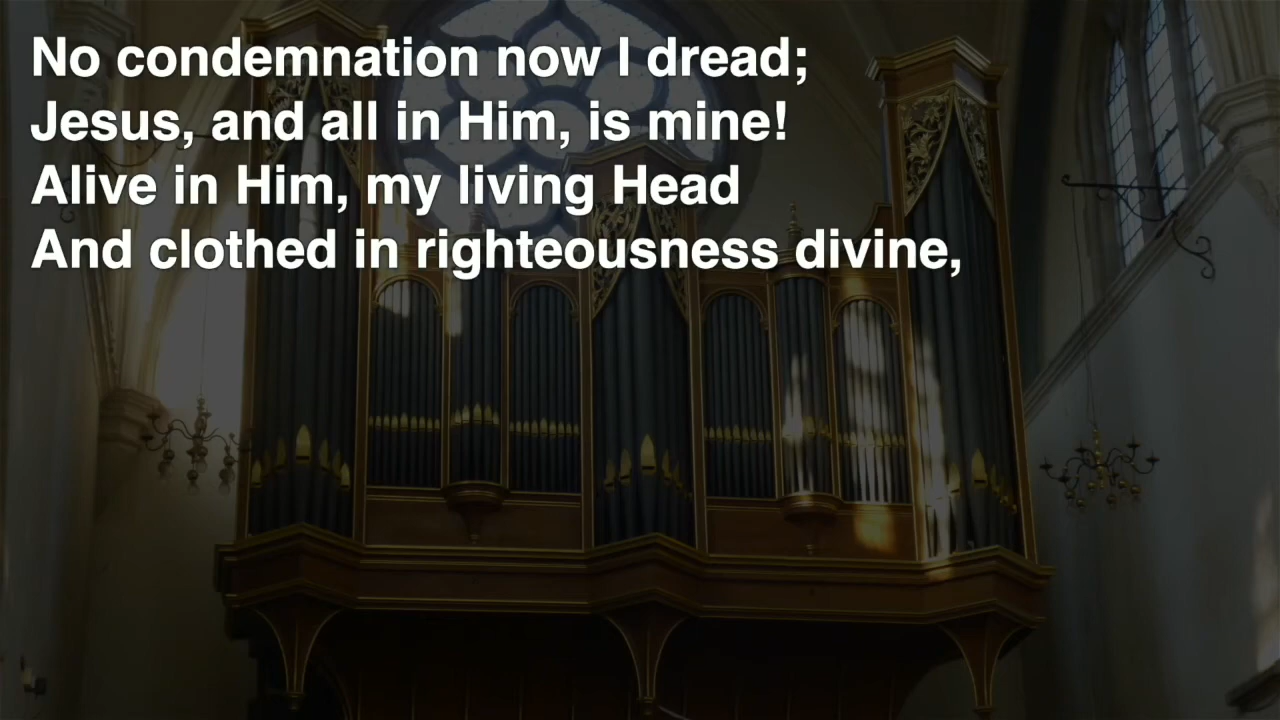 No condemnation now I dread;
Jesus, and all in Him, is mine!
Alive in Him, my living Head
And clothed in righteousness divine,